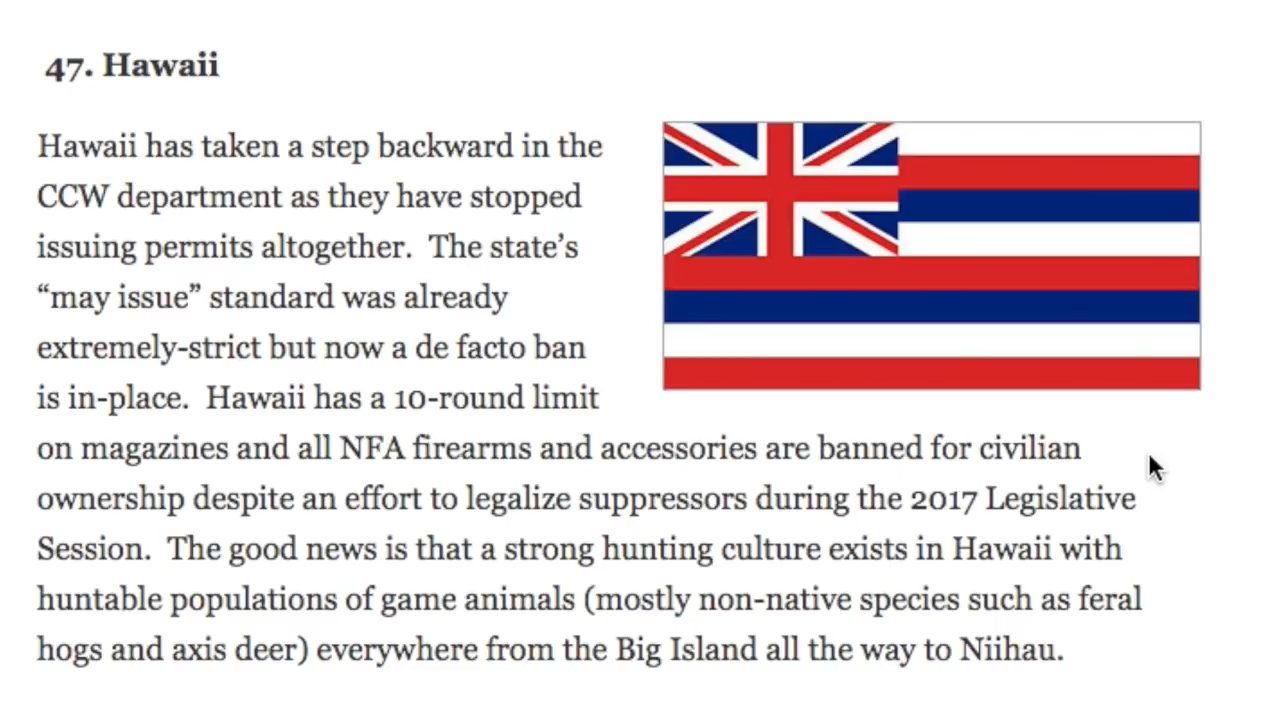 47. Hawaii
Hawaii has taken a step backward in the
CCW department as they have stopped
issuing permits altogether.  The state’s
“may issue” standard was already
extremely-strict but now a de facto ban
is in-place.  Hawaii has a 10-round limit
on magazines and all NFA firearms and accessories are banned for civilian
ownership despite an effort to legalize suppressors during the 2017 Legislative
Session.  The good news is that a strong hunting culture exists in Hawaii with
huntable populations of game animals (mostly non-native species such as feral
hogs and axis deer) everywhere from the Big Island all the way to Niihau.